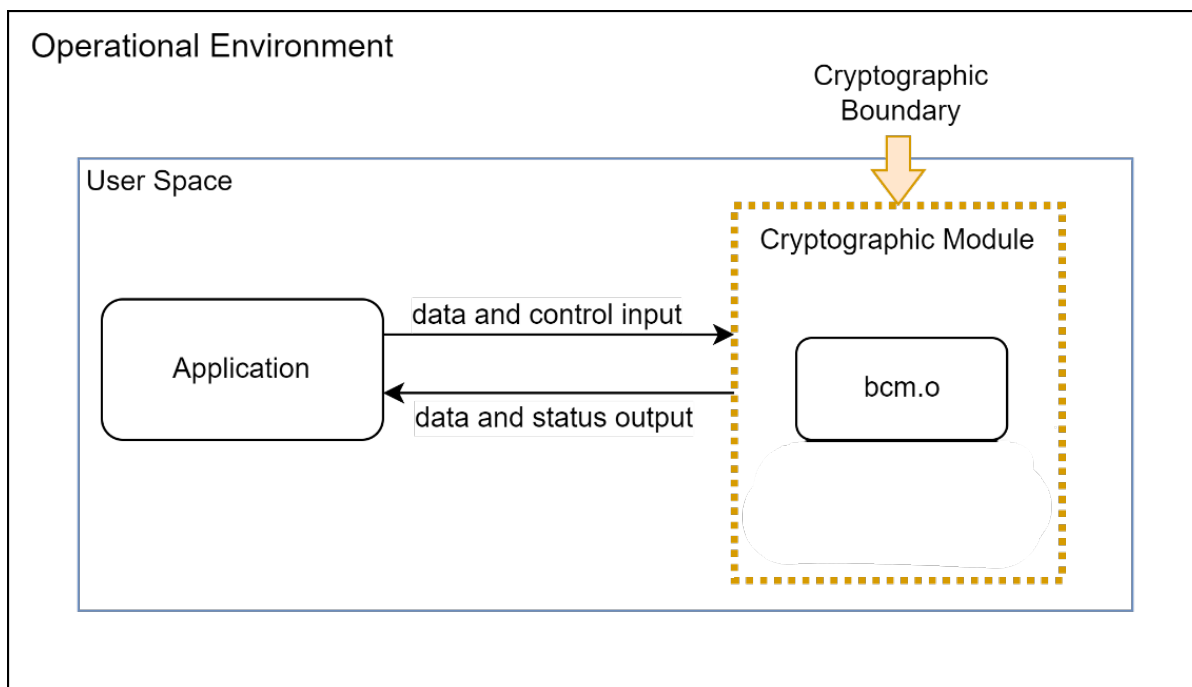 Operational Environment
Cryptographic
Boundary
User Space
Cryptographic Module
data and control input
Application
bcm.o
data and status output